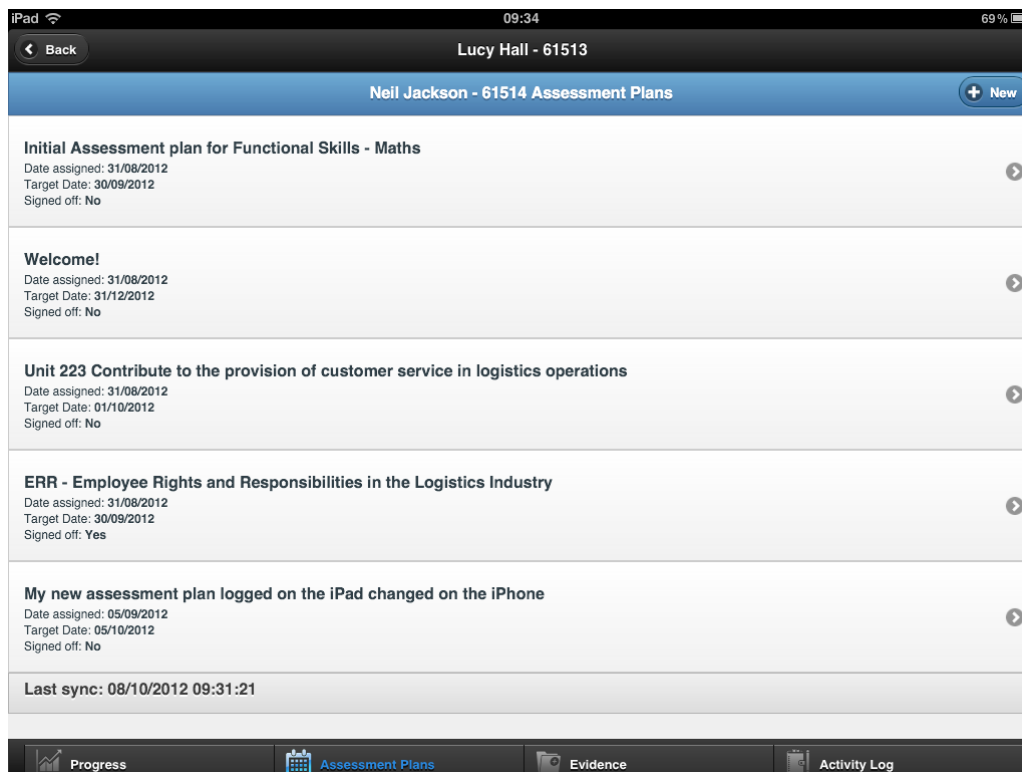 iPad 09:34 69%
Back Lucy Hall - 61513
Neil Jackson - 61514 Assessment Plans New
Initial Assessment plan for Functional Skills - Maths
Date assigned: 31/08/2012
Target Date: 30/09/2012
Signed off: No
Welcome!
Date assigned: 31/08/2012
Target Date: 31/12/2012
Signed off: No
Unit 223 Contribute to the provision of customer service in logistics operations
Date assigned: 31/08/2012
Target Date: 01/10/2012
Signed off: No
ERR - Employee Rights and Responsibilities in the Logistics Industry
Date assigned: 31/08/2012
Target Date: 30/09/2012
Signed off: Yes
My new assessment plan logged on the iPad changed on the iPhone
Date assigned: 05/09/2012
Target Date: 05/10/2012
Signed off: No
Last sync: 08/10/2012 09:31:21
Progress Assessment Plans Evidence Activity Log